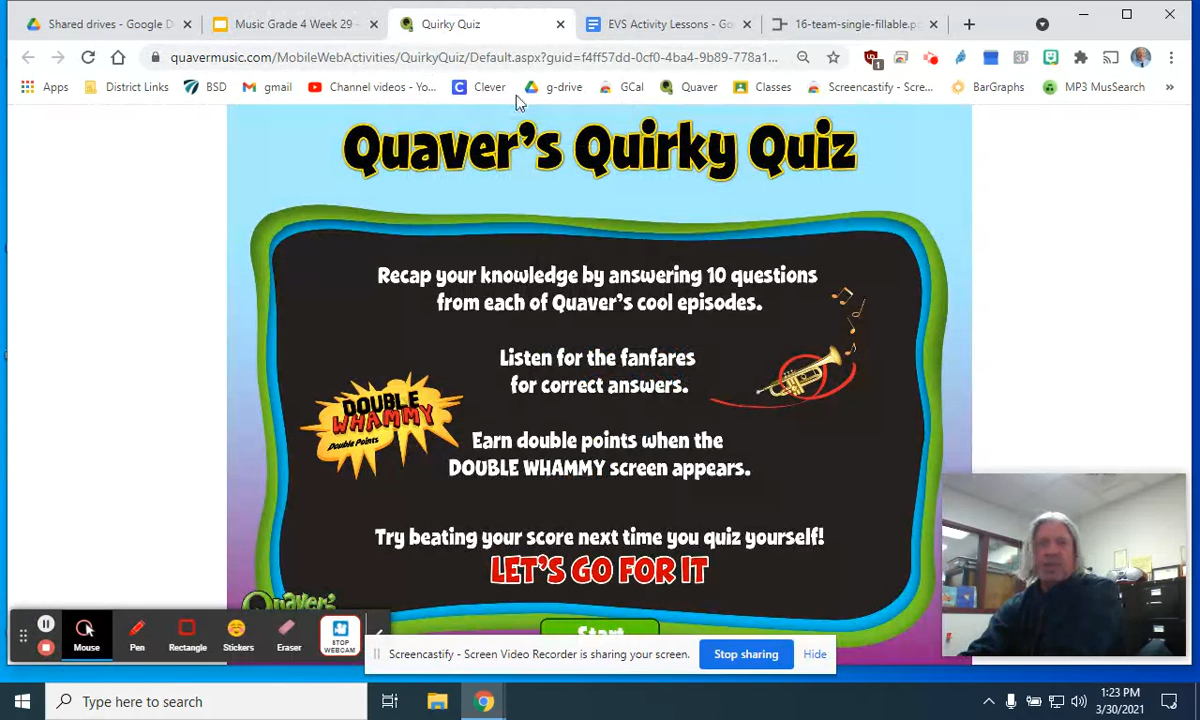 Shared drives - Google D
Music Grade 4 Week 29 -
Quirky Quiz
EVS Activity Lessons - Go
16-team-single-fillable.p
quavermusic.com/MobileWebActivities/QuirkyQuiz/Default.aspx?guid=f4ff57dd-0cf0-4ba4-9b89-778a1...
1
31
Apps
District Links
BSD
gmail
Channel videos - Yo...
Clever
g-drive
GCal
Quaver
Classes
Screencastify - Scre...
BarGraphs
MP3 MusSearch
»
Quaver's Quirky Quiz
Recap your knowledge by answering 10 questions
from each of Quaver's cool episodes.
Listen for the fanfares
for correct answers.
DOUBLE
WHAMMY
Double Points
Earn double points when the
DOUBLE WHAMMY screen appears.
Try beating your score next time you quiz yourself!
LET'S GO FOR IT
Quaver's
Start
Mouse
Pen
Rectangle
Stickers
Eraser
STOP
WEBCAM
Screencastify - Screen Video Recorder is sharing your screen.
Stop sharing
Hide
Type here to search
1:23 PM
3/30/2021